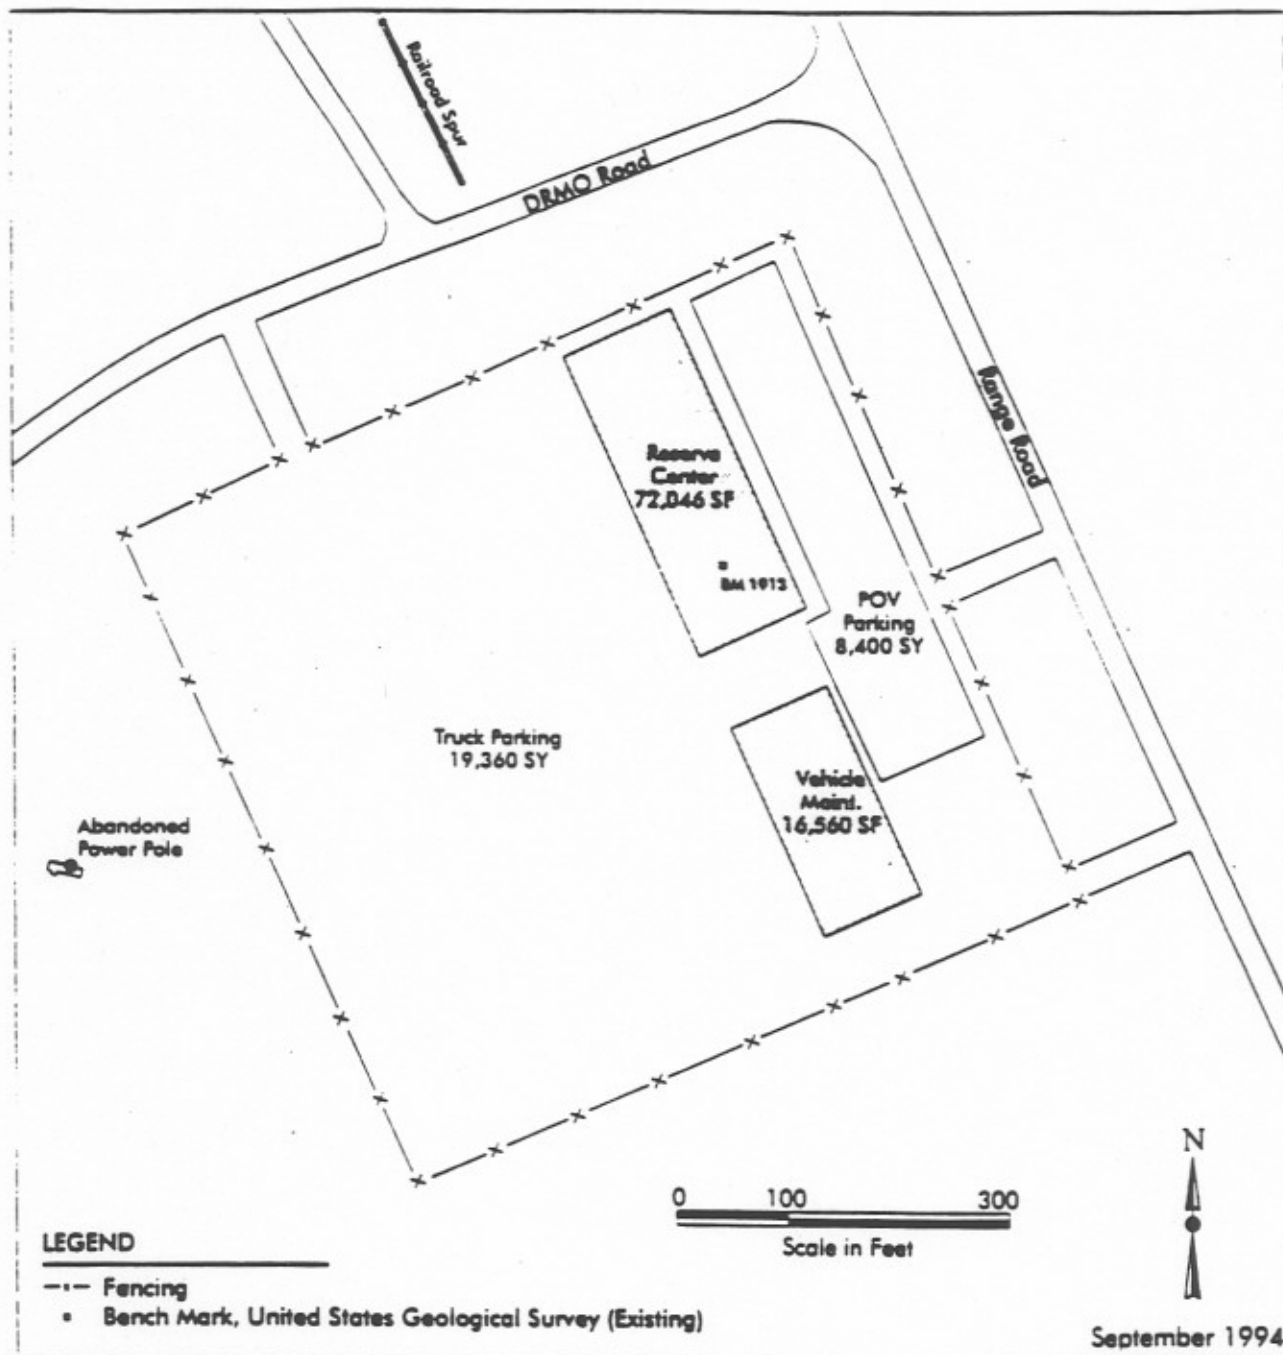 Railroad Spur
DRMO Road
Range Road
Reserve
Center
72,046 SF
BM 1913
POV
Parking
8,400 SY
Truck Parking
19,360 SY
Vehicle
Maint.
16,560 SF
Abandoned
Power Pole
N
0 100 300
Scale in Feet
LEGEND
Fencing
Bench Mark, United States Geological Survey (Existing)
September 1994